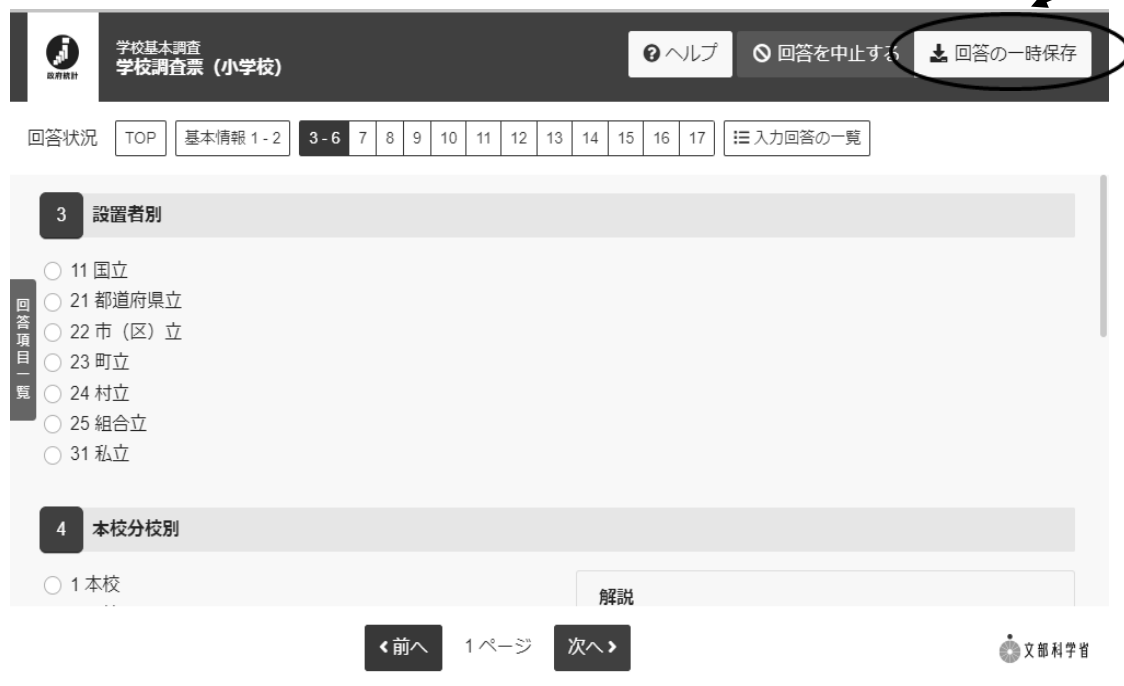 学校基本調査
学校調査票（小学校）
政府統計
ヘルプ
回答を中止する
回答の一時保存
回答状況 TOP 基本情報 1 - 2 3 - 6 7 8 9 10 11 12 13 14 15 16 17 入力回答の一覧
3 設置者別
11 国立
21 都道府県立
22 市（区）立
23 町立
24 村立
25 組合立
31 私立
回答項目一覧
4 本校分校別
1 本校
解説
前へ 1 ページ 次へ
文部科学省